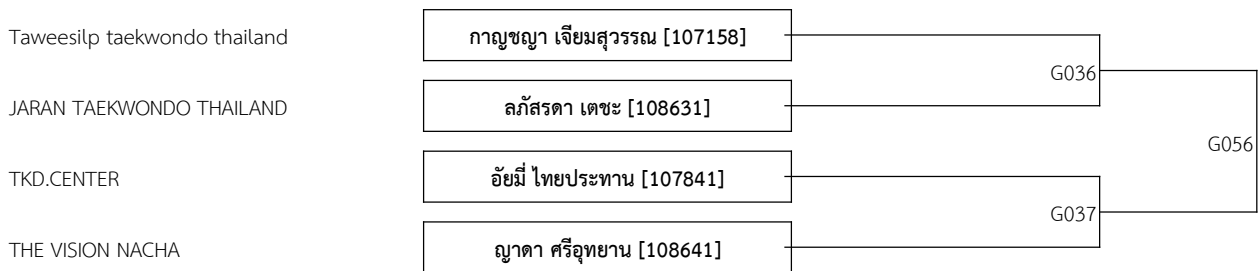 Taweesilp taekwondo thailand
กาญชญา เจียมสุวรรณ [107158]
G036
JARAN TAEKWONDO THAILAND
ลภัสรดา เตชะ [108631]
G056
TKD.CENTER
อัยมี่ ไทยประทาน [107841]
G037
THE VISION NACHA
ญาดา ศรีอุทยาน [108641]